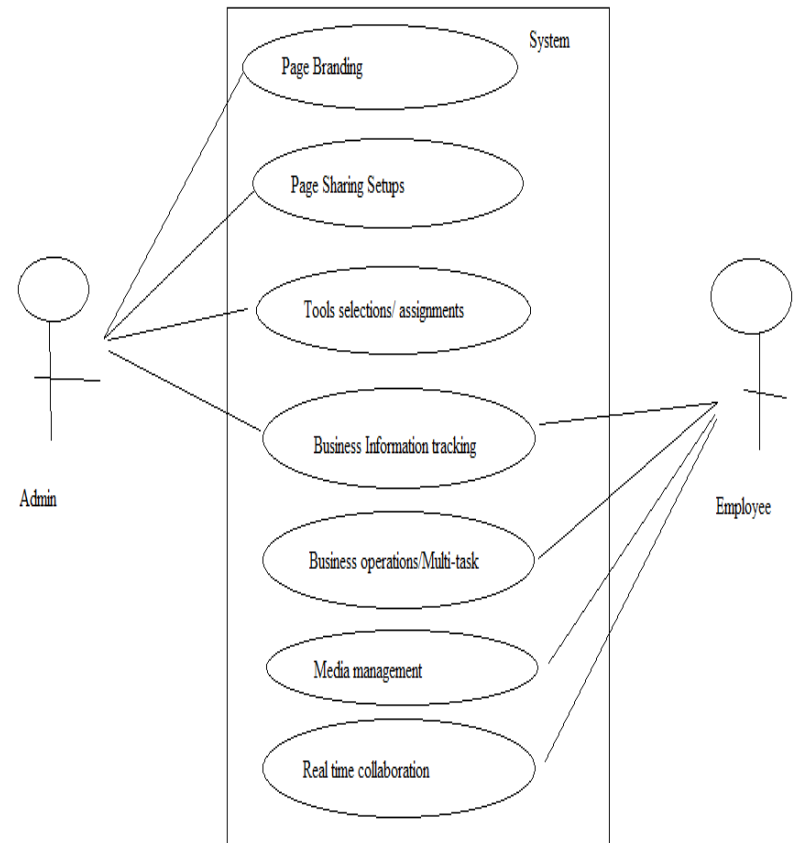 System
Page Branding
Page Sharing Setups
Tools selections/ assignments
Business Information tracking
Admin
Employee
Business operations/Multi-task
Media management
Real time collaboration